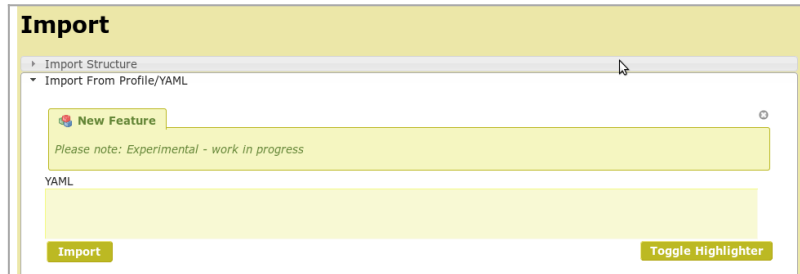 Import
Import Structure
Import From Profile/YAML
New Feature
Please note: Experimental - work in progress
YAML
Import
Toggle Highlighter